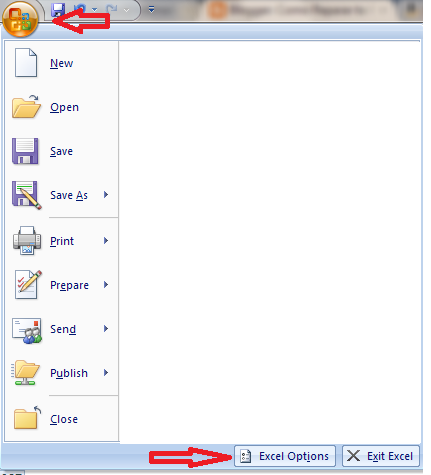 New
Open
Save
Save As
Print
Prepare
Send
Publish
Close
Excel Options
Exit Excel